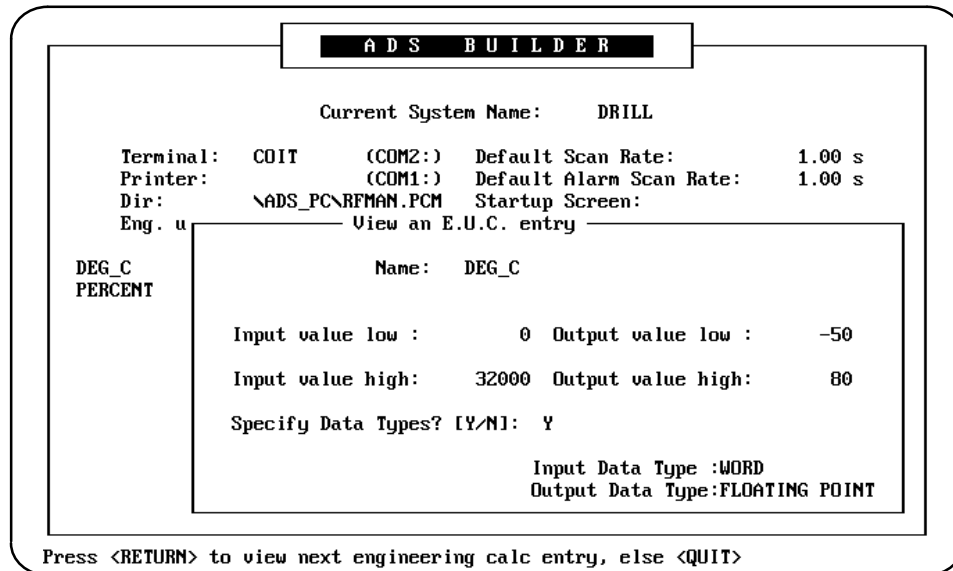 ADS BUILDER
Current System Name: DRILL
Terminal: COIT (COM2:) Default Scan Rate: 1.00 s
Printer: (COM1:) Default Alarm Scan Rate: 1.00 s
Dir: \ADS_PC\RFMAN.PCM Startup Screen:
Eng. u
View an E.U.C. entry
DEG_C Name: DEG_C
PERCENT
Input value low : 0 Output value low : -50
Input value high: 32000 Output value high: 80
Specify Data Types? [Y/N]: Y
Input Data Type :WORD
Output Data Type:FLOATING POINT
Press <RETURN> to view next engineering calc entry, else <QUIT>